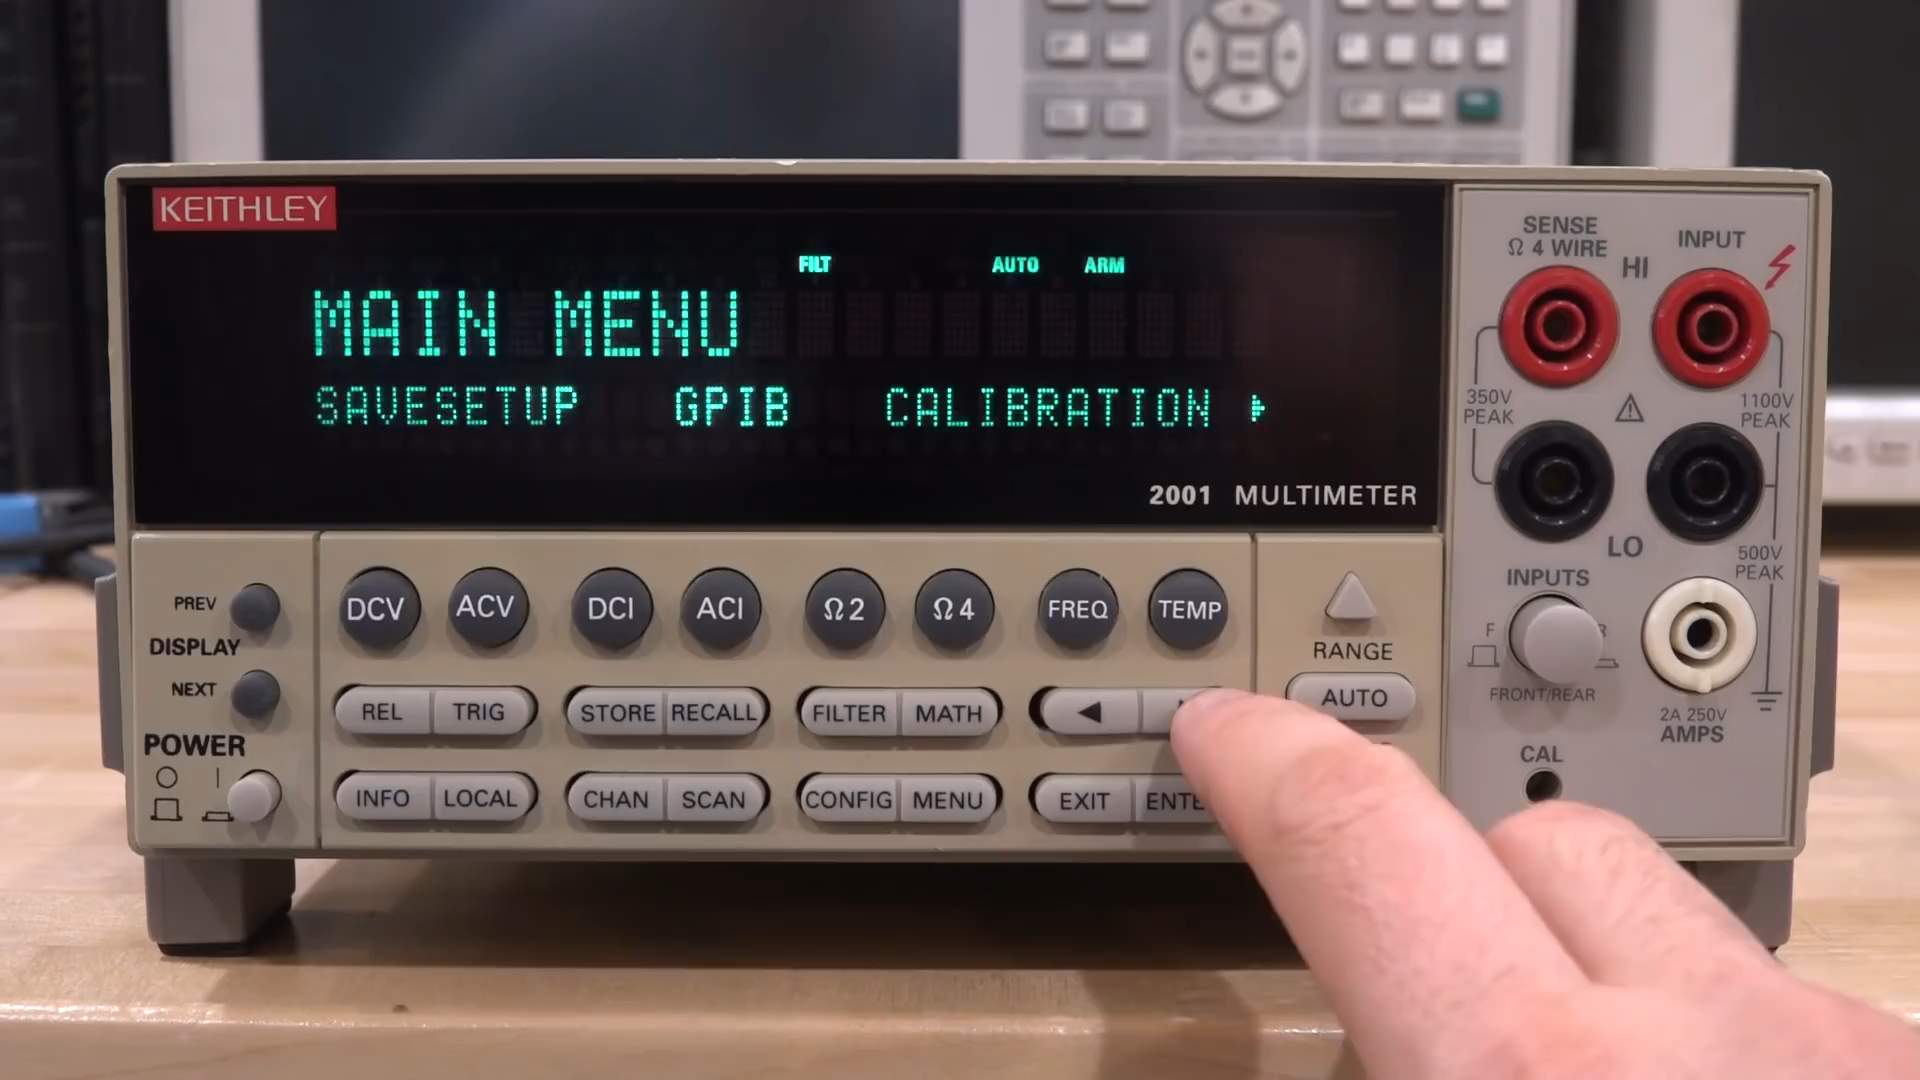 KEITHLEY
FILT AUTO ARM
MAIN MENU
SAVESETUP GPIB CALIBRATION
2001 MULTIMETER
SENSE
Ω 4 WIRE
INPUT
HI
350V
PEAK
1100V
PEAK
LO
500V
PEAK
INPUTS
F
R
FRONT/REAR
2A 250V
AMPS
CAL
PREV
DISPLAY
NEXT
POWER
DCV ACV DCI ACI Ω2 Ω4 FREQ TEMP
REL TRIG STORE RECALL FILTER MATH
INFO LOCAL CHAN SCAN CONFIG MENU EXIT
RANGE
AUTO